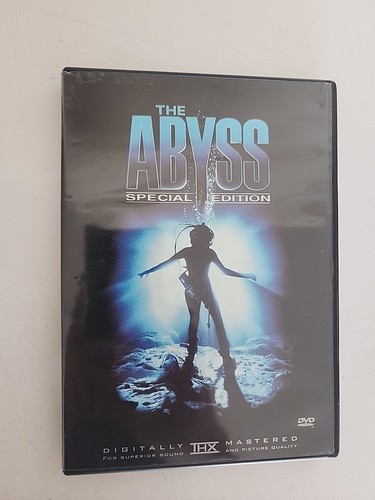 THE
ABYSS
SPECIAL EDITION
DVD
DIGITALLY THX MASTERED
FOR SUPERIOR SOUND AND PICTURE QUALITY